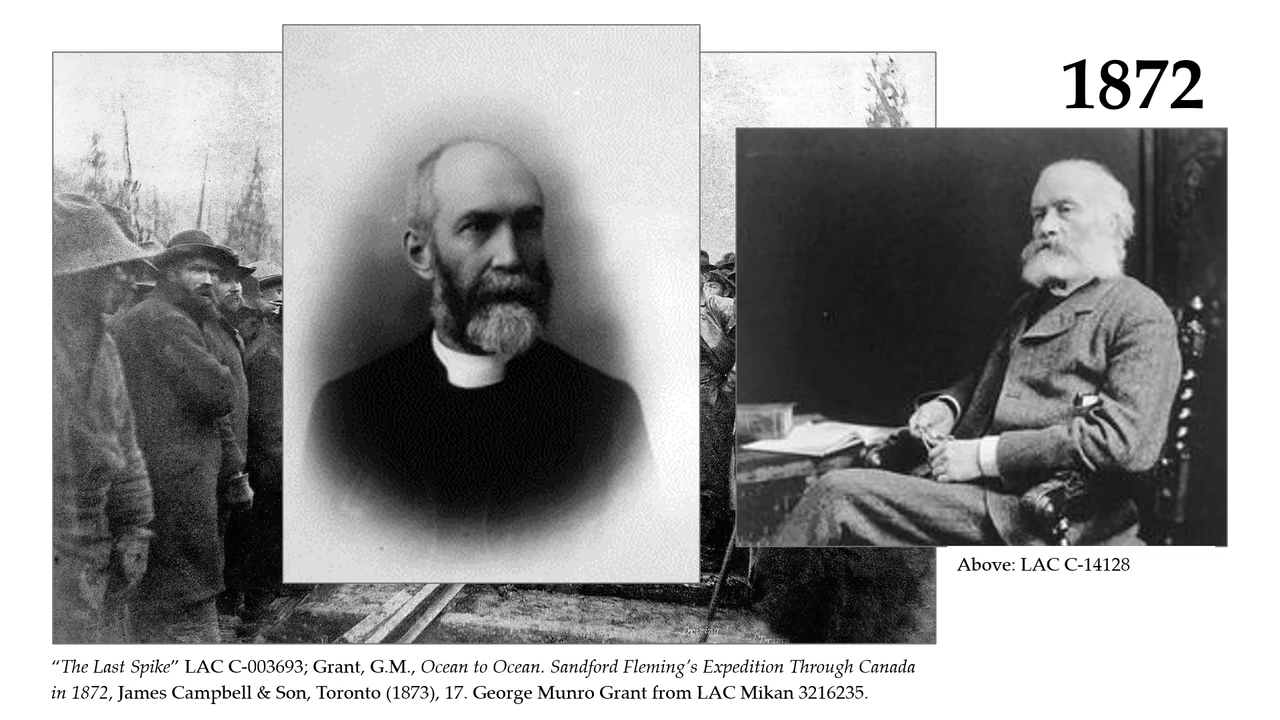 1872
Above: LAC C-14128
“The Last Spike” LAC C-003693; Grant, G.M., Ocean to Ocean. Sandford Fleming’s Expedition Through Canada
in 1872, James Campbell & Son, Toronto (1873), 17. George Munro Grant from LAC Mikan 3216235.